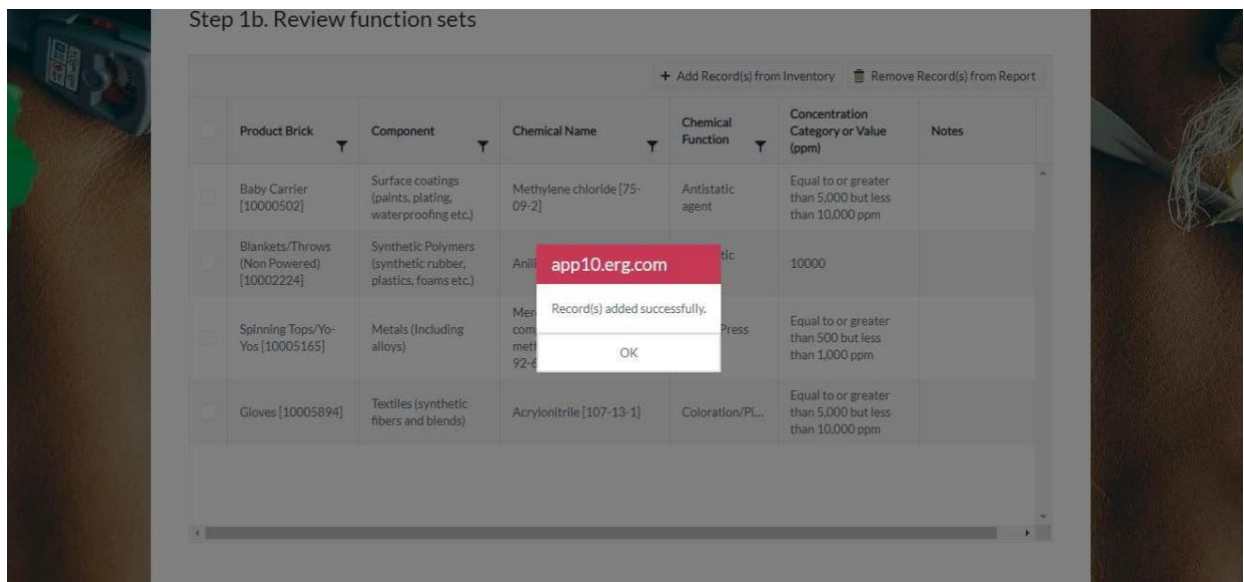 Step 1b. Review function sets
+ Add Record(s) from Inventory Remove Record(s) from Report
Product Brick
Component
Chemical Name
Chemical
Function
Concentration
Category or Value
(ppm)
Notes
Baby Carrier
[10000502]
Surface coatings
(paints, plating,
waterproofing etc.)
Methylene chloride [75-
09-2]
Antistatic
agent
Equal to or greater
than 5,000 but less
than 10,000 ppm
Blankets/Throws
(Non Powered)
[10002224]
Synthetic Polymers
(synthetic rubber,
plastics, foams etc.)
10000
Spinning Tops/Yo-
Yos [10005165]
Metals (Including
alloys)
Press
Equal to or greater
than 500 but less
than 1,000 ppm
Gloves [10005894]
Textiles (synthetic
fibers and blends)
Acrylonitrile [107-13-1]
Coloration/Pi...
Equal to or greater
than 5,000 but less
than 10,000 ppm
app10.erg.com
Record(s) added successfully.
OK